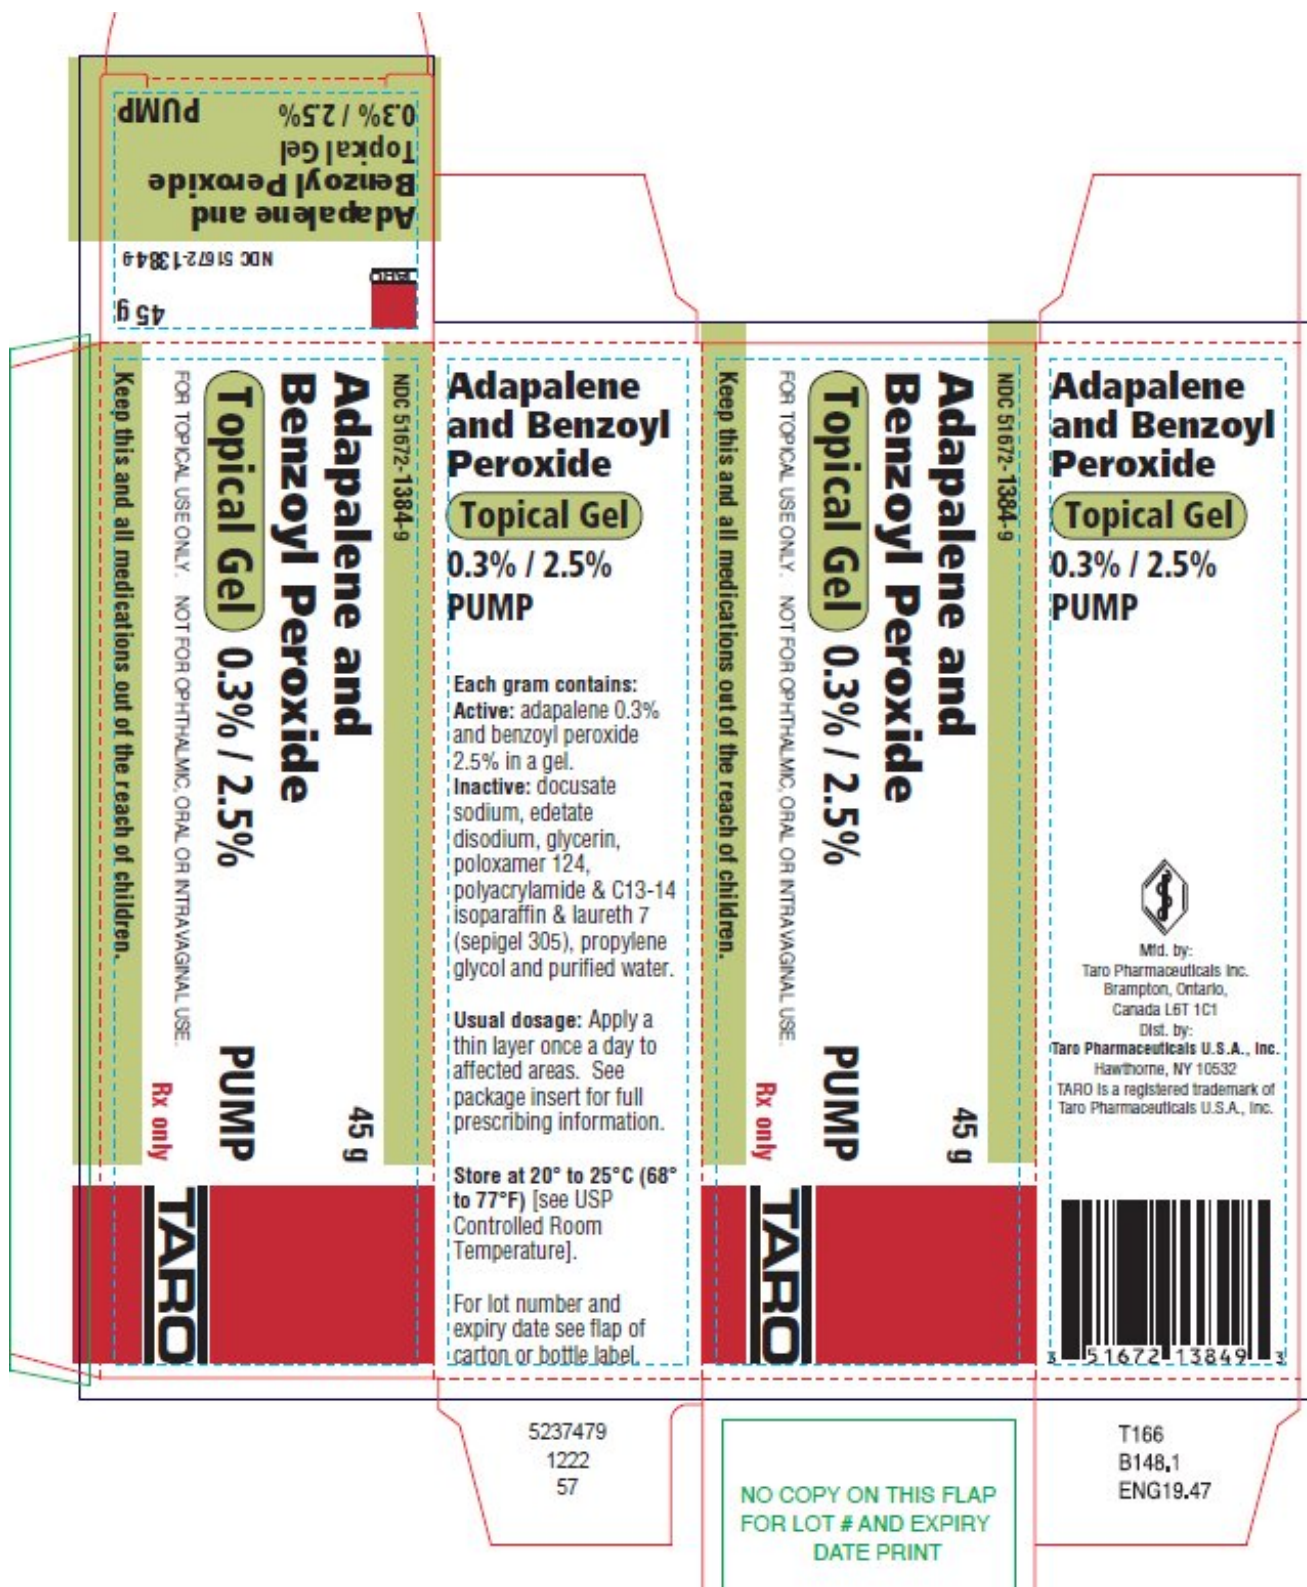 PUMP
0.3% / 2.5%
Topical Gel
Benzoyl Peroxide
Adapalene and
NDC 51672-1384-9
TARO
45 g
NDC 51672-1384-9
45 g
Adapalene and
Benzoyl Peroxide
Topical Gel 0.3% / 2.5% PUMP
FOR TOPICAL USE ONLY. NOT FOR OPHTHALMIC, ORAL OR INTRAVAGINAL USE.
Rx only
Keep this and all medications out of the reach of children.
TARO
Adapalene
and Benzoyl
Peroxide
Topical Gel
0.3% / 2.5%
PUMP
Each gram contains:
Active: adapalene 0.3%
and benzoyl peroxide
2.5% in a gel.
Inactive: docusate
sodium, edetate
disodium, glycerin,
poloxamer 124,
polyacrylamide & C13-14
isoparaffin & laureth 7
(sepigel 305), propylene
glycol and purified water.
Usual dosage: Apply a
thin layer once a day to
affected areas. See
package insert for full
prescribing information.
Store at 20° to 25°C (68°
to 77°F) [see USP
Controlled Room
Temperature].
For lot number and
expiry date see flap of
carton or bottle label.
NDC 51672-1384-9
45 g
Adapalene and
Benzoyl Peroxide
Topical Gel 0.3% / 2.5% PUMP
FOR TOPICAL USE ONLY. NOT FOR OPHTHALMIC, ORAL OR INTRAVAGINAL USE.
Rx only
Keep this and all medications out of the reach of children.
TARO
Adapalene
and Benzoyl
Peroxide
Topical Gel
0.3% / 2.5%
PUMP
Mfd. by:
Taro Pharmaceuticals Inc.
Brampton, Ontario,
Canada L6T 1C1
Dist. by:
Taro Pharmaceuticals U.S.A., Inc.
Hawthorne, NY 10532
TARO is a registered trademark of
Taro Pharmaceuticals U.S.A., Inc.
3 51672 13849 3
5237479
1222
57
NO COPY ON THIS FLAP
FOR LOT # AND EXPIRY
DATE PRINT
T166
B148.1
ENG19.47